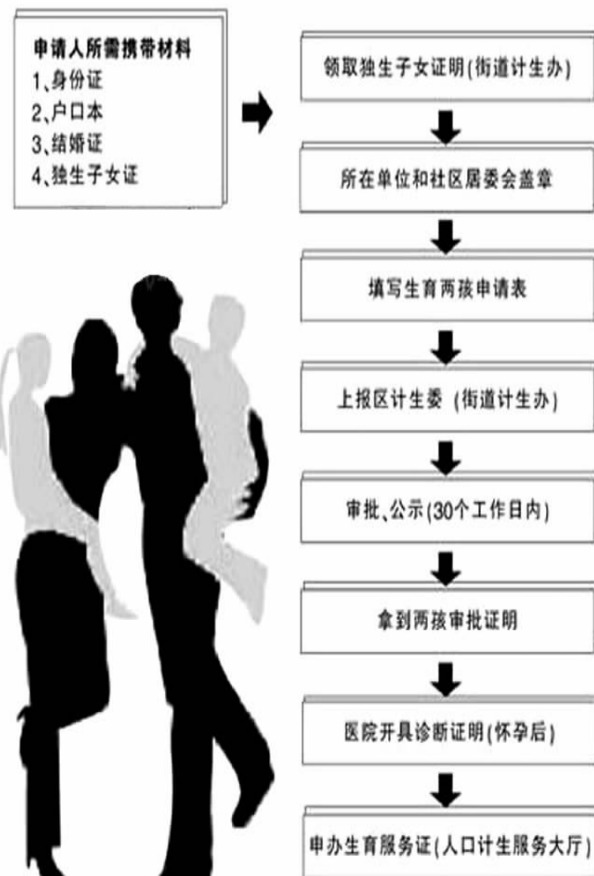 申请人所需携带材料
1、身份证
2、户口本
3、结婚证
4、独生子女证
领取独生子女证明(街道计生办)
所在单位和社区居委会盖章
填写生育两孩申请表
上报区计生委 (街道计生办)
审批、公示(30个工作日内)
拿到两孩审批证明
医院开具诊断证明(怀孕后)
申办生育服务证(人口计生服务大厅)